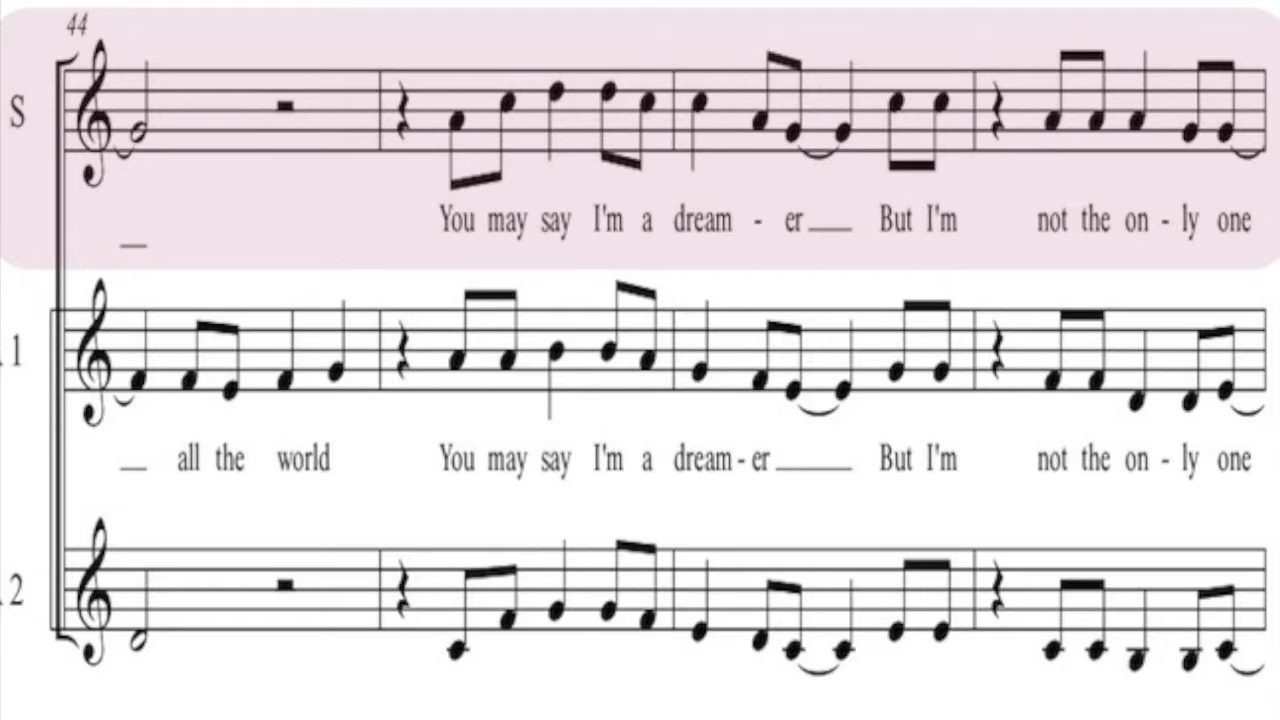 44
S
You may say I'm a dream - er But I'm not the on - ly one
1
all the world You may say I'm a dream - er But I'm not the on - ly one
2